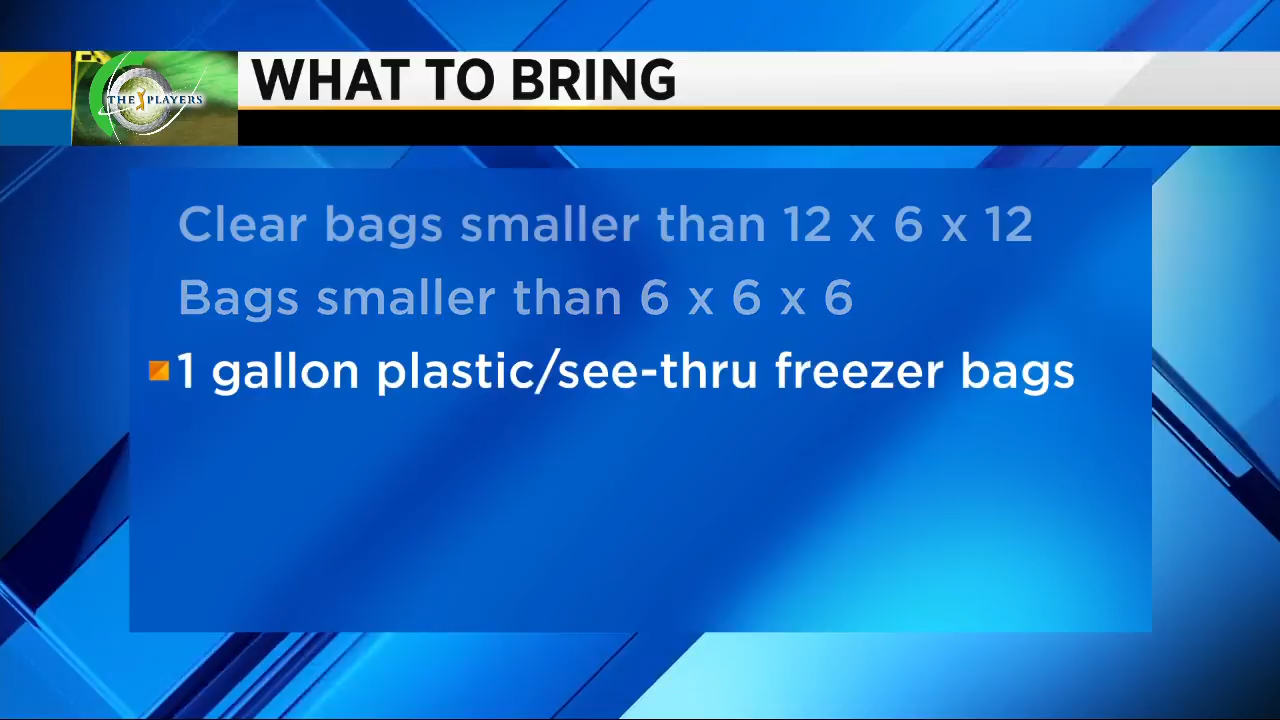 THE PLAYERS
WHAT TO BRING
Clear bags smaller than 12 x 6 x 12
Bags smaller than 6 x 6 x 6
1 gallon plastic/see-thru freezer bags